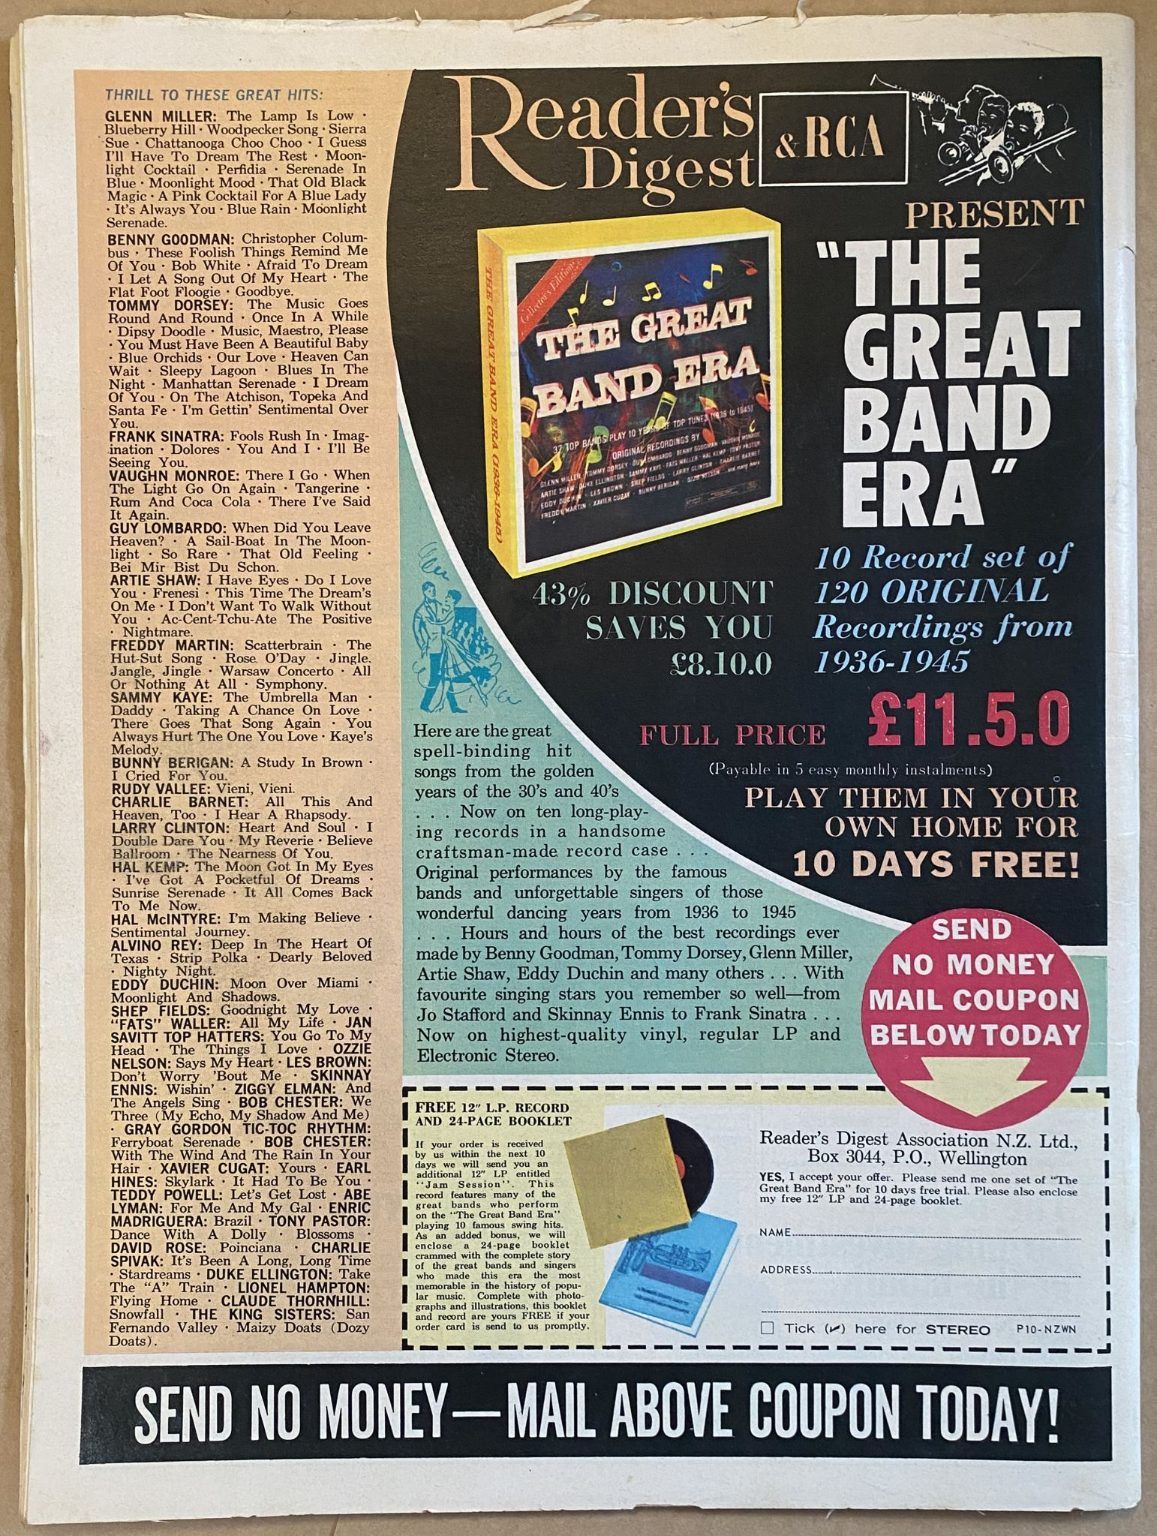 THRILL TO THESE GREAT HITS:
GLENN MILLER: The Lamp Is Low ·
Blueberry Hill · Woodpecker Song · Sierra
Sue · Chattanooga Choo Choo · I Guess
I'll Have To Dream The Rest · Moon-
light Cocktail · Perfidia · Serenade In
Blue · Moonlight Mood · That Old Black
Magic · A Pink Cocktail For A Blue Lady
· It's Always You · Blue Rain · Moonlight
Serenade.
BENNY GOODMAN: Christopher Colum-
bus · These Foolish Things Remind Me
Of You · Bob White · Afraid To Dream
· I Let A Song Out Of My Heart · The
Flat Foot Floogie · Goodbye.
TOMMY DORSEY: The Music Goes
Round And Round · Once In A While
· Dipsy Doodle · Music, Maestro, Please
· You Must Have Been A Beautiful Baby
· Blue Orchids · Our Love · Heaven Can
Wait · Sleepy Lagoon · Blues In The
Night · Manhattan Serenade · I Dream
Of You · On The Atchison, Topeka And
Santa Fe · I'm Gettin' Sentimental Over
You.
FRANK SINATRA: Fools Rush In · Imag-
ination · Dolores · You And I · I'll Be
Seeing You.
VAUGHN MONROE: There I Go · When
The Light Go On Again · Tangerine ·
Rum And Coca Cola · There I've Said
It Again.
GUY LOMBARDO: When Did You Leave
Heaven? · A Sail-Boat In The Moon-
light · So Rare · That Old Feeling ·
Bei Mir Bist Du Schon.
ARTIE SHAW: I Have Eyes · Do I Love
You · Frenesi · This Time The Dream's
On Me · I Don't Want To Walk Without
You · Ac-Cent-Tchu-Ate The Positive
· Nightmare.
FREDDY MARTIN: Scatterbrain · The
Hut-Sut Song · Rose O'Day · Jingle,
Jangle, Jingle · Warsaw Concerto · All
Or Nothing At All · Symphony.
SAMMY KAYE: The Umbrella Man ·
Daddy · Taking A Chance On Love ·
There Goes That Song Again · You
Always Hurt The One You Love · Kaye's
Melody.
BUNNY BERIGAN: A Study In Brown ·
I Cried For You.
RUDY VALLEE: Vieni, Vieni.
CHARLIE BARNET: All This And
Heaven, Too · I Hear A Rhapsody.
LARRY CLINTON: Heart And Soul · I
Double Dare You · My Reverie · Believe
Ballroom · The Nearness Of You.
HAL KEMP: The Moon Got In My Eyes
· I've Got A Pocketful Of Dreams ·
Sunrise Serenade · It All Comes Back
To Me Now.
HAL McINTYRE: I'm Making Believe ·
Sentimental Journey.
ALVINO REY: Deep In The Heart Of
Texas · Strip Polka · Dearly Beloved
· Nighty Night.
EDDY DUCHIN: Moon Over Miami ·
Moonlight And Shadows.
SHEP FIELDS: Goodnight My Love ·
"FATS" WALLER: All My Life · JAN
SAVITT TOP HATTERS: You Go To My
Head · The Things I Love · OZZIE
NELSON: Says My Heart · LES BROWN:
Don't Worry 'Bout Me · SKINNAY
ENNIS: Wishin' · ZIGGY ELMAN: And
The Angels Sing · BOB CHESTER: We
Three (My Echo, My Shadow And Me)
· GRAY GORDON TIC-TOC RHYTHM:
Ferryboat Serenade · BOB CHESTER:
With The Wind And The Rain In Your
Hair · XAVIER CUGAT: Yours · EARL
HINES: Skylark · It Had To Be You ·
TEDDY POWELL: Let's Get Lost · ABE
LYMAN: For Me And My Gal · ENRIC
MADRIGUERA: Brazil · TONY PASTOR:
Dance With A Dolly · Blossoms ·
DAVID ROSE: Poinciana · CHARLIE
SPIVAK: It's Been A Long, Long Time
· Stardreams · DUKE ELLINGTON: Take
The "A" Train · LIONEL HAMPTON:
Flying Home · CLAUDE THORNHILL:
Snowfall · THE KING SISTERS: San
Fernando Valley · Maizy Doats (Dozy
Doats).
Reader's
Digest
& RCA
PRESENT
"THE
GREAT
BAND
ERA"
THE GREAT BAND ERA (1936-1945)
Collector's Edition
THE GREAT
BAND ERA
37 TOP BANDS PLAY 10 YEARS OF TOP TUNES (1936 to 1945)
ORIGINAL RECORDINGS BY
10 Record set of
120 ORIGINAL
Recordings from
1936-1945
43% DISCOUNT
SAVES YOU
£8.10.0
FULL PRICE £11.5.0
(Payable in 5 easy monthly instalments)
PLAY THEM IN YOUR
OWN HOME FOR
10 DAYS FREE!
Here are the great
spell-binding hit
songs from the golden
years of the 30's and 40's
. . . Now on ten long-play-
ing records in a handsome
craftsman-made record case . . .
Original performances by the famous
bands and unforgettable singers of those
wonderful dancing years from 1936 to 1945
. . . Hours and hours of the best recordings ever
made by Benny Goodman, Tommy Dorsey, Glenn Miller,
Artie Shaw, Eddy Duchin and many others . . . With
favourite singing stars you remember so well—from
Jo Stafford and Skinnay Ennis to Frank Sinatra . . .
Now on highest-quality vinyl, regular LP and
Electronic Stereo.
SEND
NO MONEY
MAIL COUPON
BELOW TODAY
FREE 12" L.P. RECORD
AND 24-PAGE BOOKLET
If your order is received
by us within the next 10
days we will send you an
additional 12" LP entitled
"Jam Session". This
record features many of the
great bands who perform
on the "The Great Band Era"
playing 10 famous swing hits.
As an added bonus, we will
enclose a 24-page booklet
crammed with the complete story
of the great bands and singers
who made this era the most
memorable in the history of popu-
lar music. Complete with photo-
graphs and illustrations, this booklet
and record are yours FREE if your
order card is send to us promptly.
Reader's Digest Association N.Z. Ltd.,
Box 3044, P.O., Wellington
YES, I accept your offer. Please send me one set of "The
Great Band Era" for 10 days free trial. Please also enclose
my free 12" LP and 24-page booklet.
NAME
ADDRESS
Tick (✓) here for STEREO P10-NZWN
SEND NO MONEY—MAIL ABOVE COUPON TODAY!